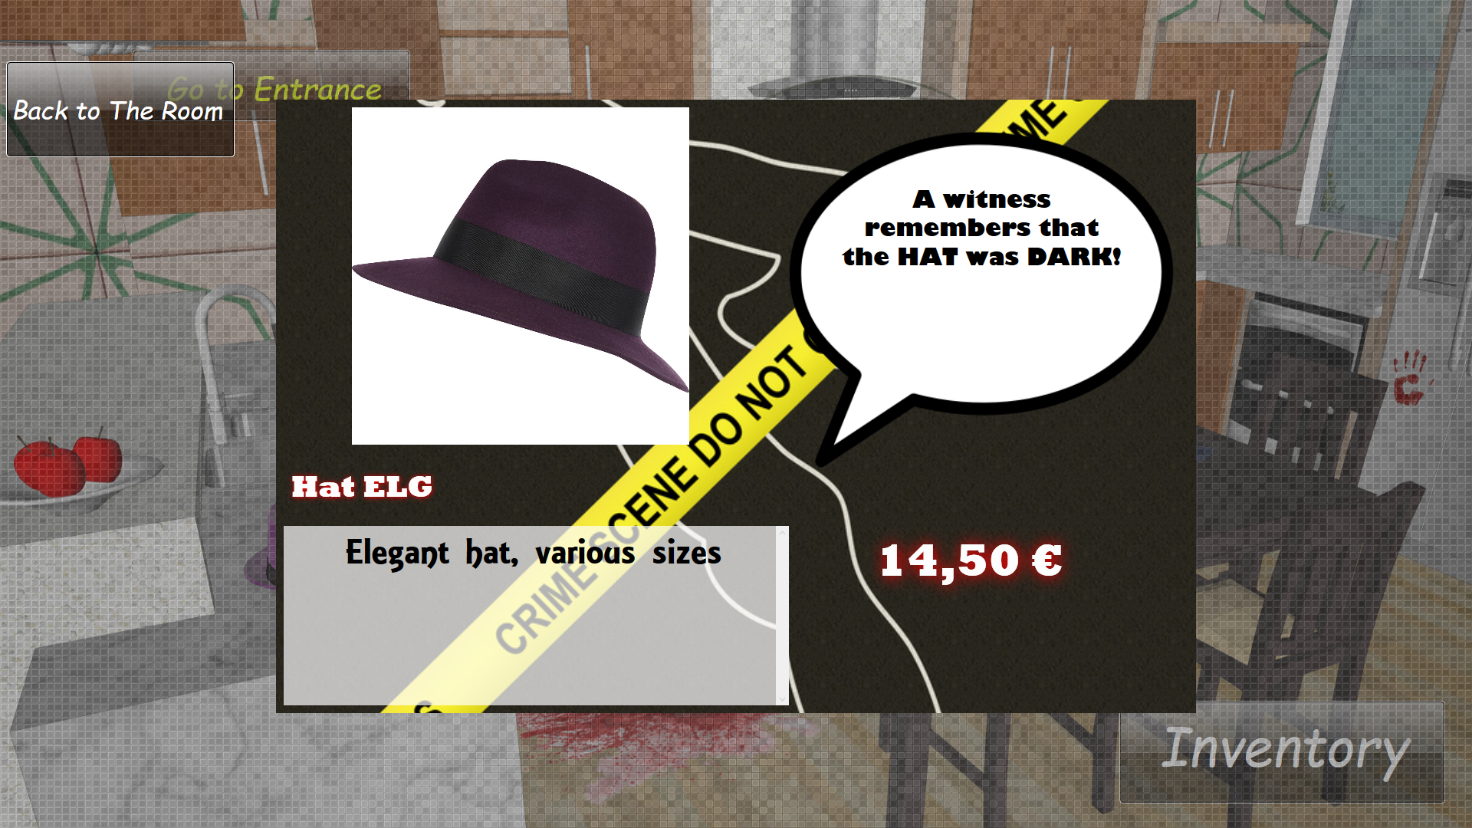 Go to Entrance
Back to The Room
A witness
remembers that
the HAT was DARK!
CRIME SCENE DO NOT
Hat ELG
Elegant hat, various sizes
14,50 €
Inventory